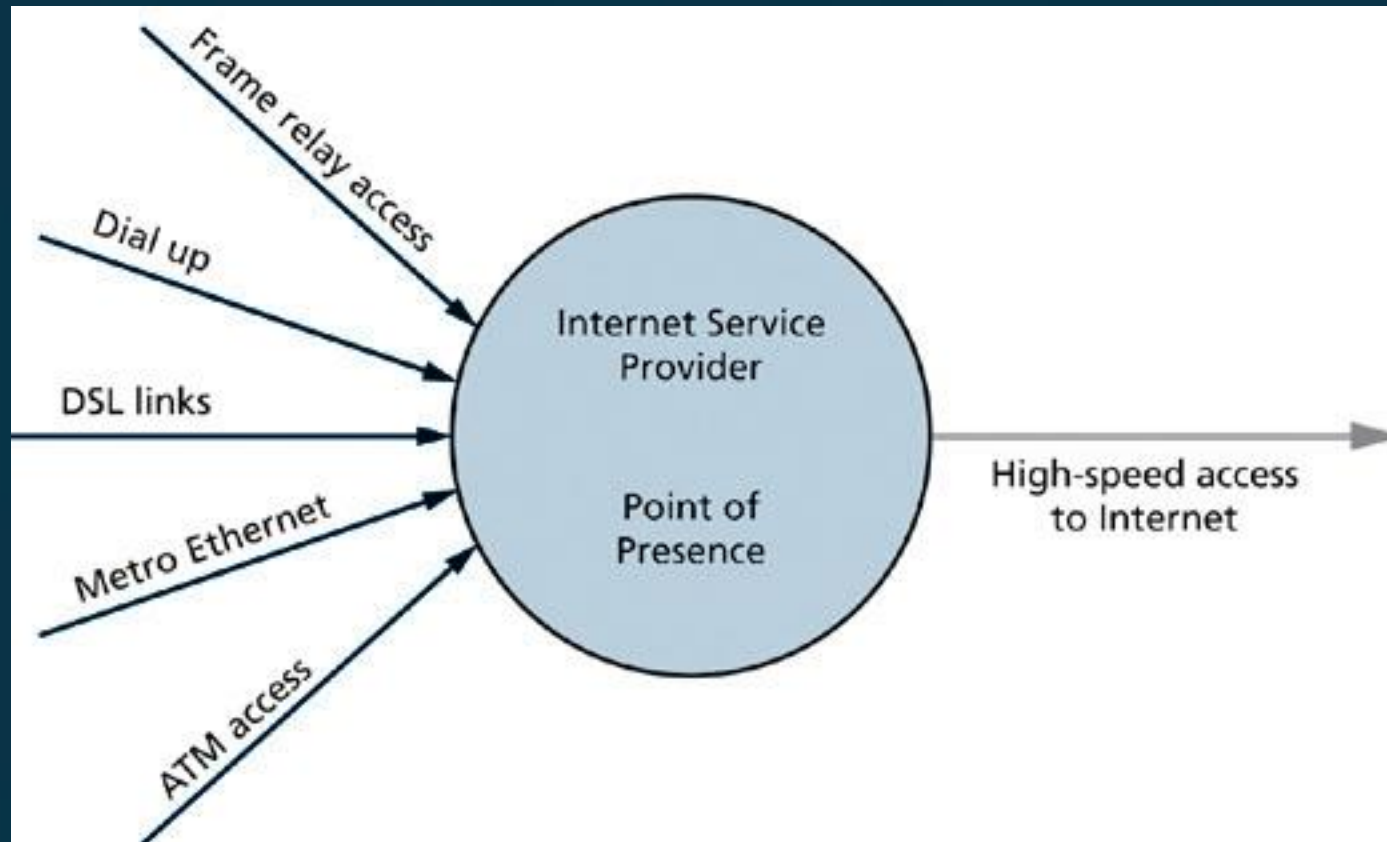 Frame relay access
Dial up
DSL links
Metro Ethernet
ATM access
Internet Service
Provider
Point of
Presence
High-speed access
to Internet